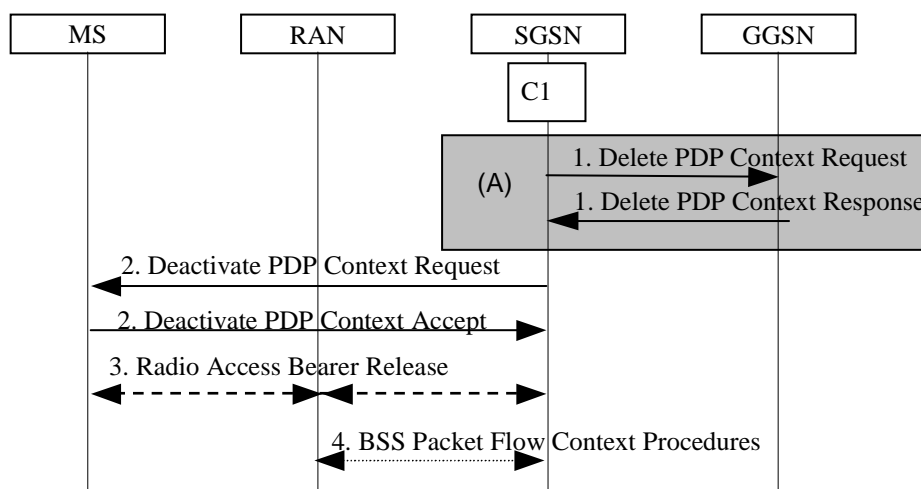 MS RAN SGSN GGSN
C1
1. Delete PDP Context Request
(A)
1. Delete PDP Context Response
2. Deactivate PDP Context Request
2. Deactivate PDP Context Accept
3. Radio Access Bearer Release
4. BSS Packet Flow Context Procedures